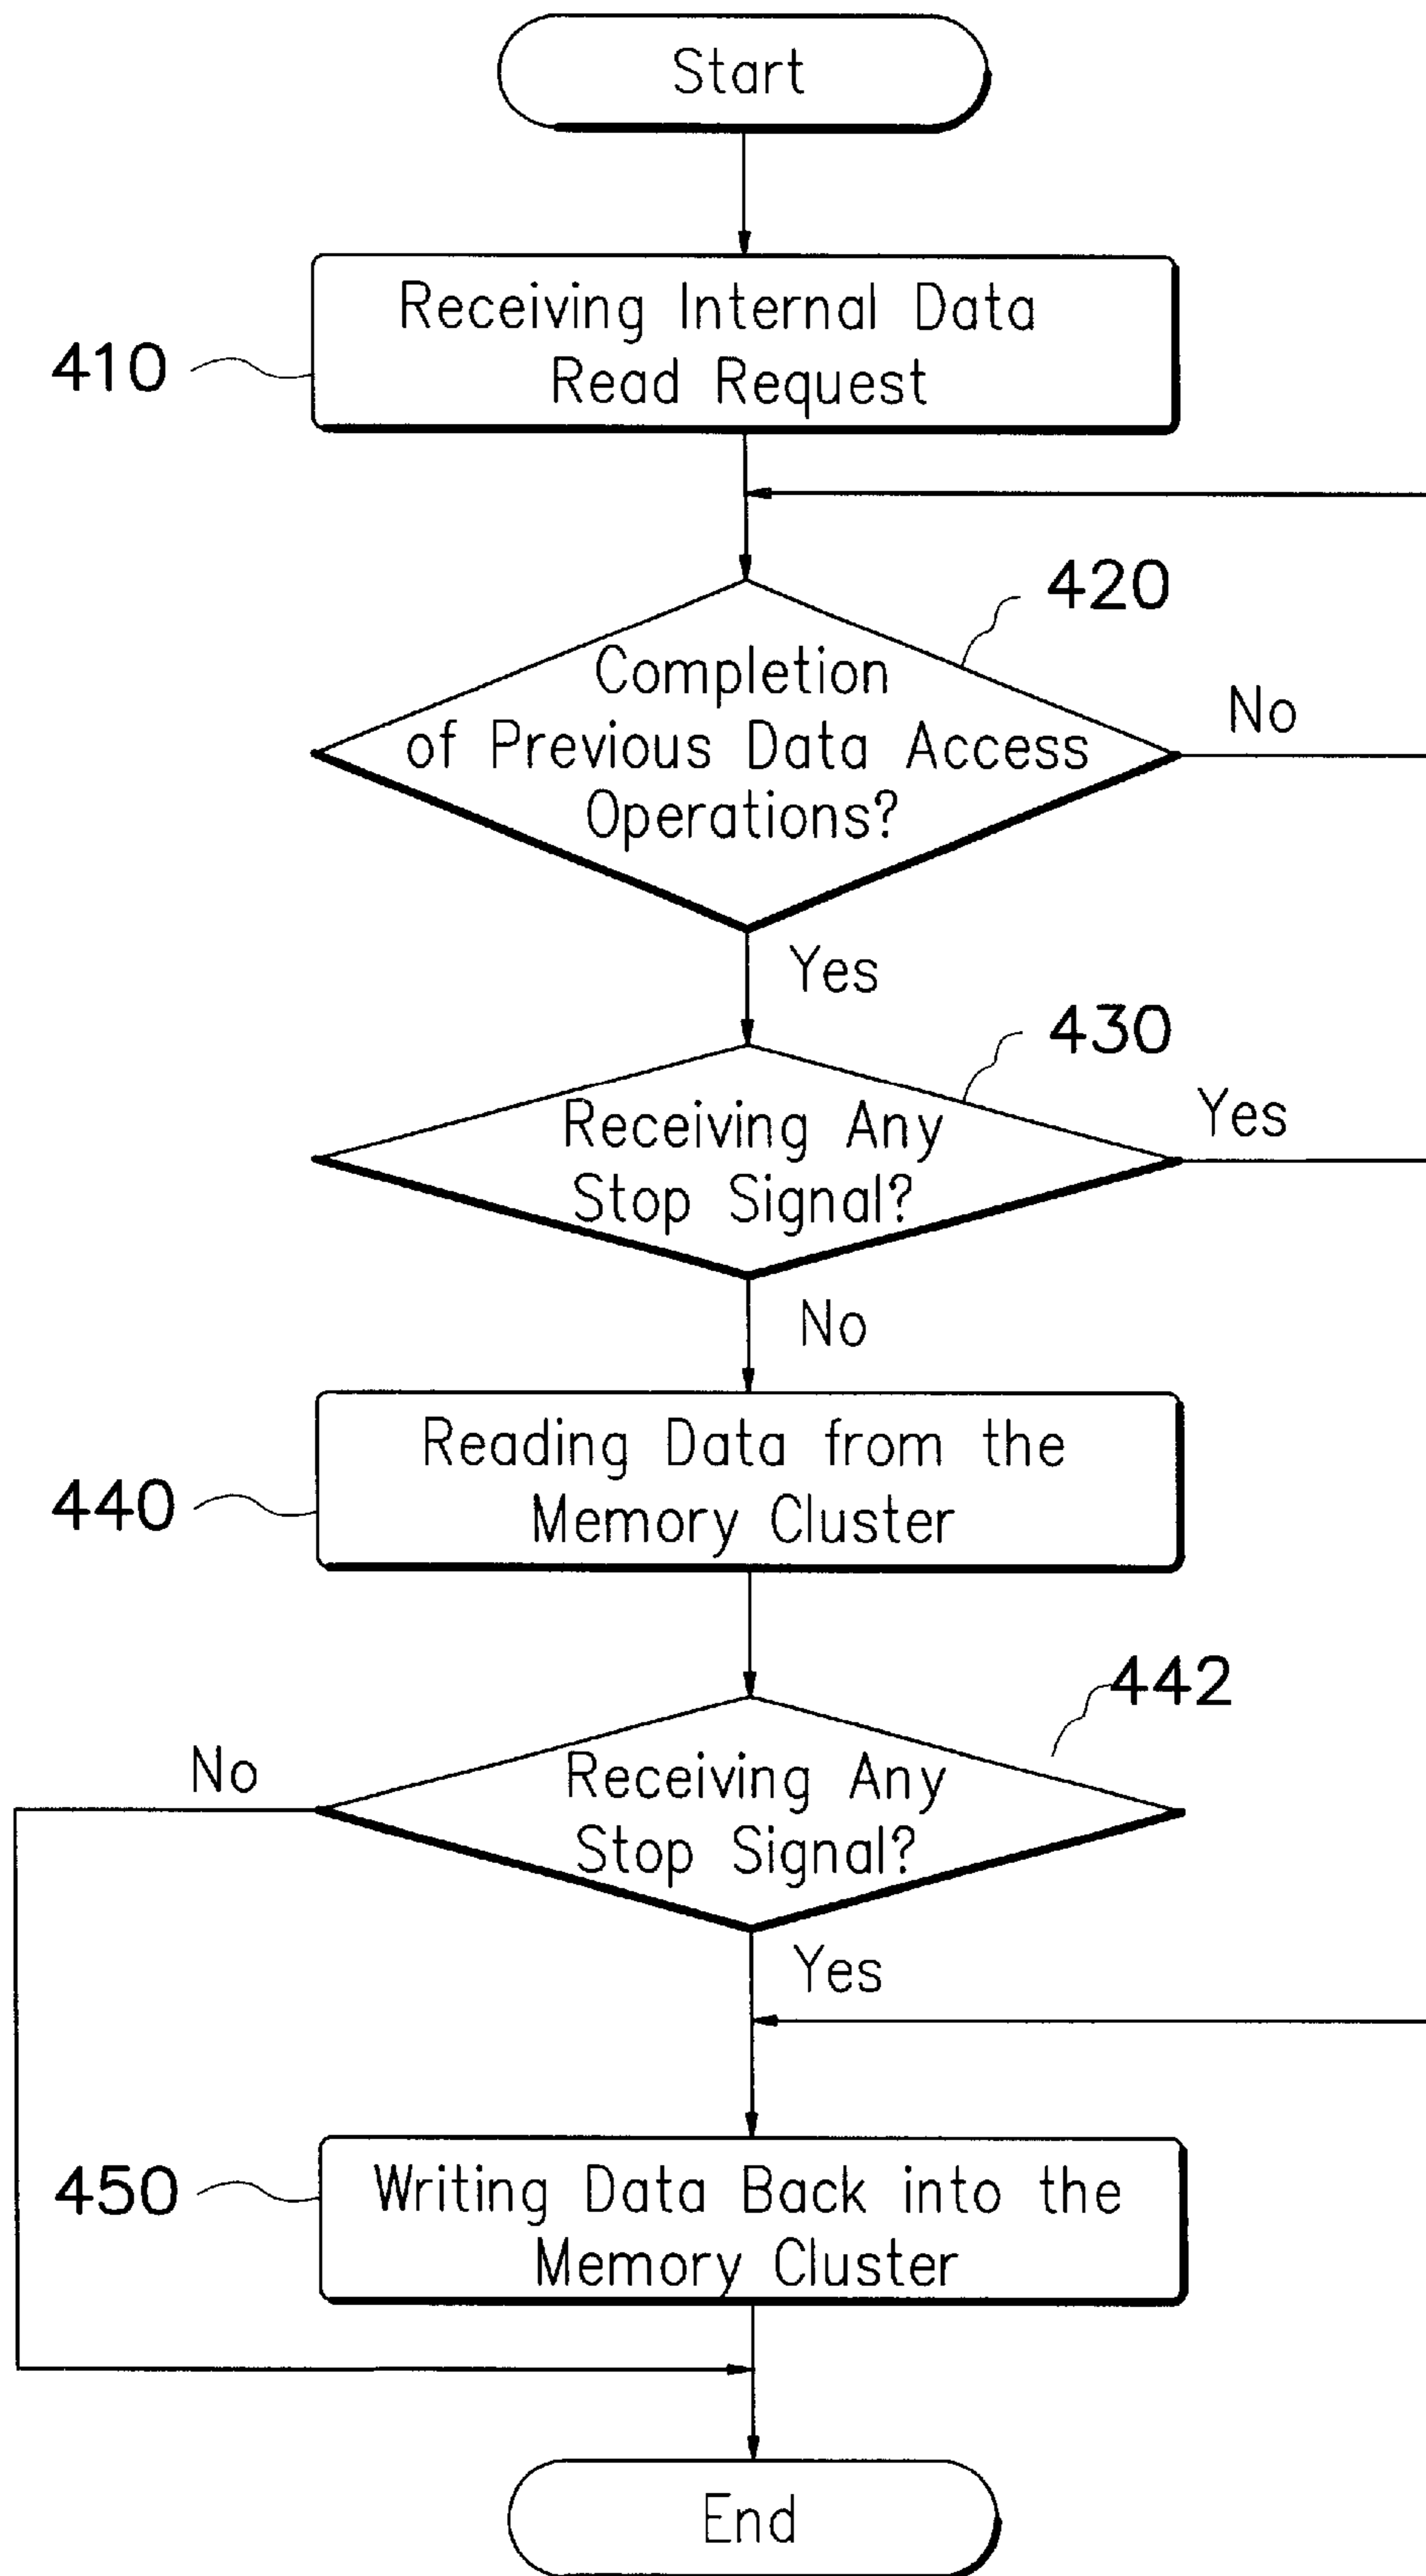 Start
Receiving Internal Data
Read Request
410
420
Completion
of Previous Data Access
Operations?
No
Yes
430
Receiving Any
Stop Signal?
Yes
No
Reading Data from the
Memory Cluster
440
442
No
Receiving Any
Stop Signal?
Yes
450
Writing Data Back into the
Memory Cluster
End